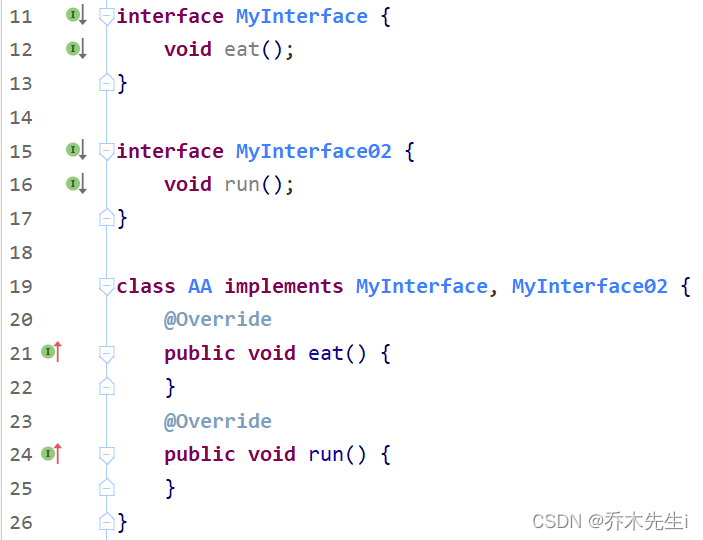 11 interface MyInterface {
12     void eat();
13 }
14
15 interface MyInterface02 {
16     void run();
17 }
18
19 class AA implements MyInterface, MyInterface02 {
20     @Override
21     public void eat() {
22     }
23     @Override
24     public void run() {
25     }
26 }
CSDN @乔木先生i